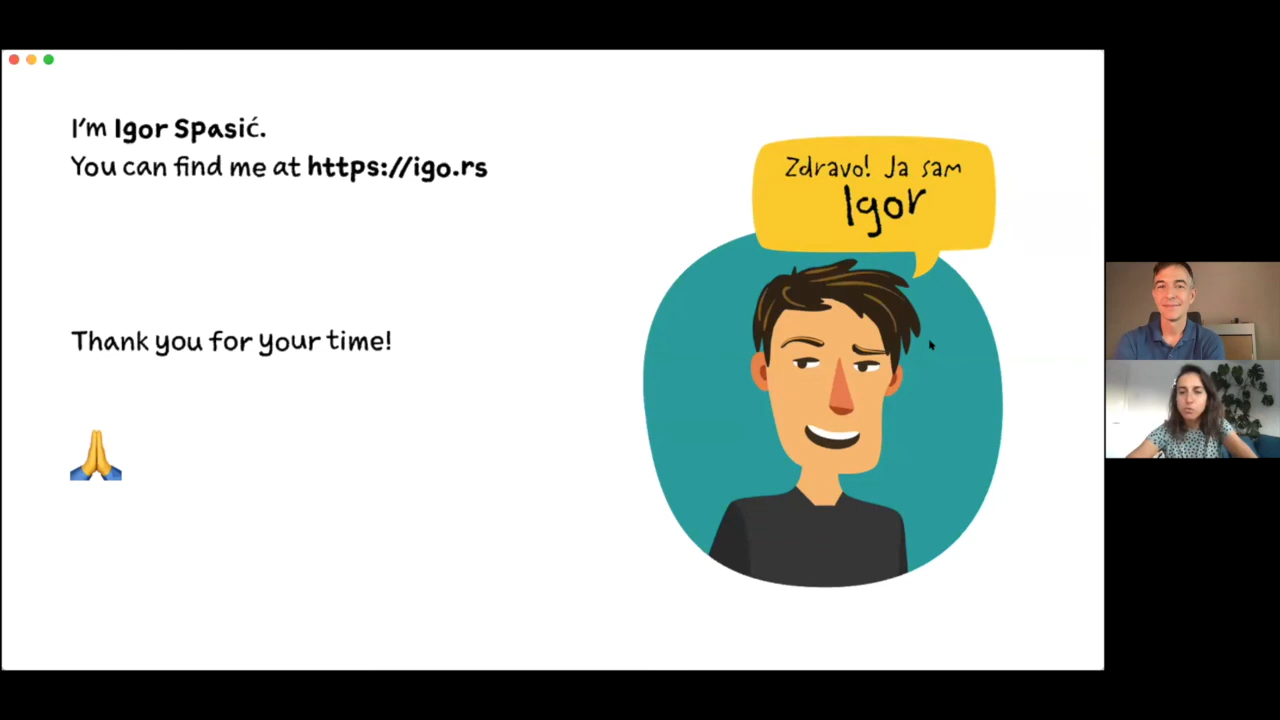 I'm Igor Spasić.
You can find me at https://igo.rs
Zdravo! Ja sam
Igor
Thank you for your time!